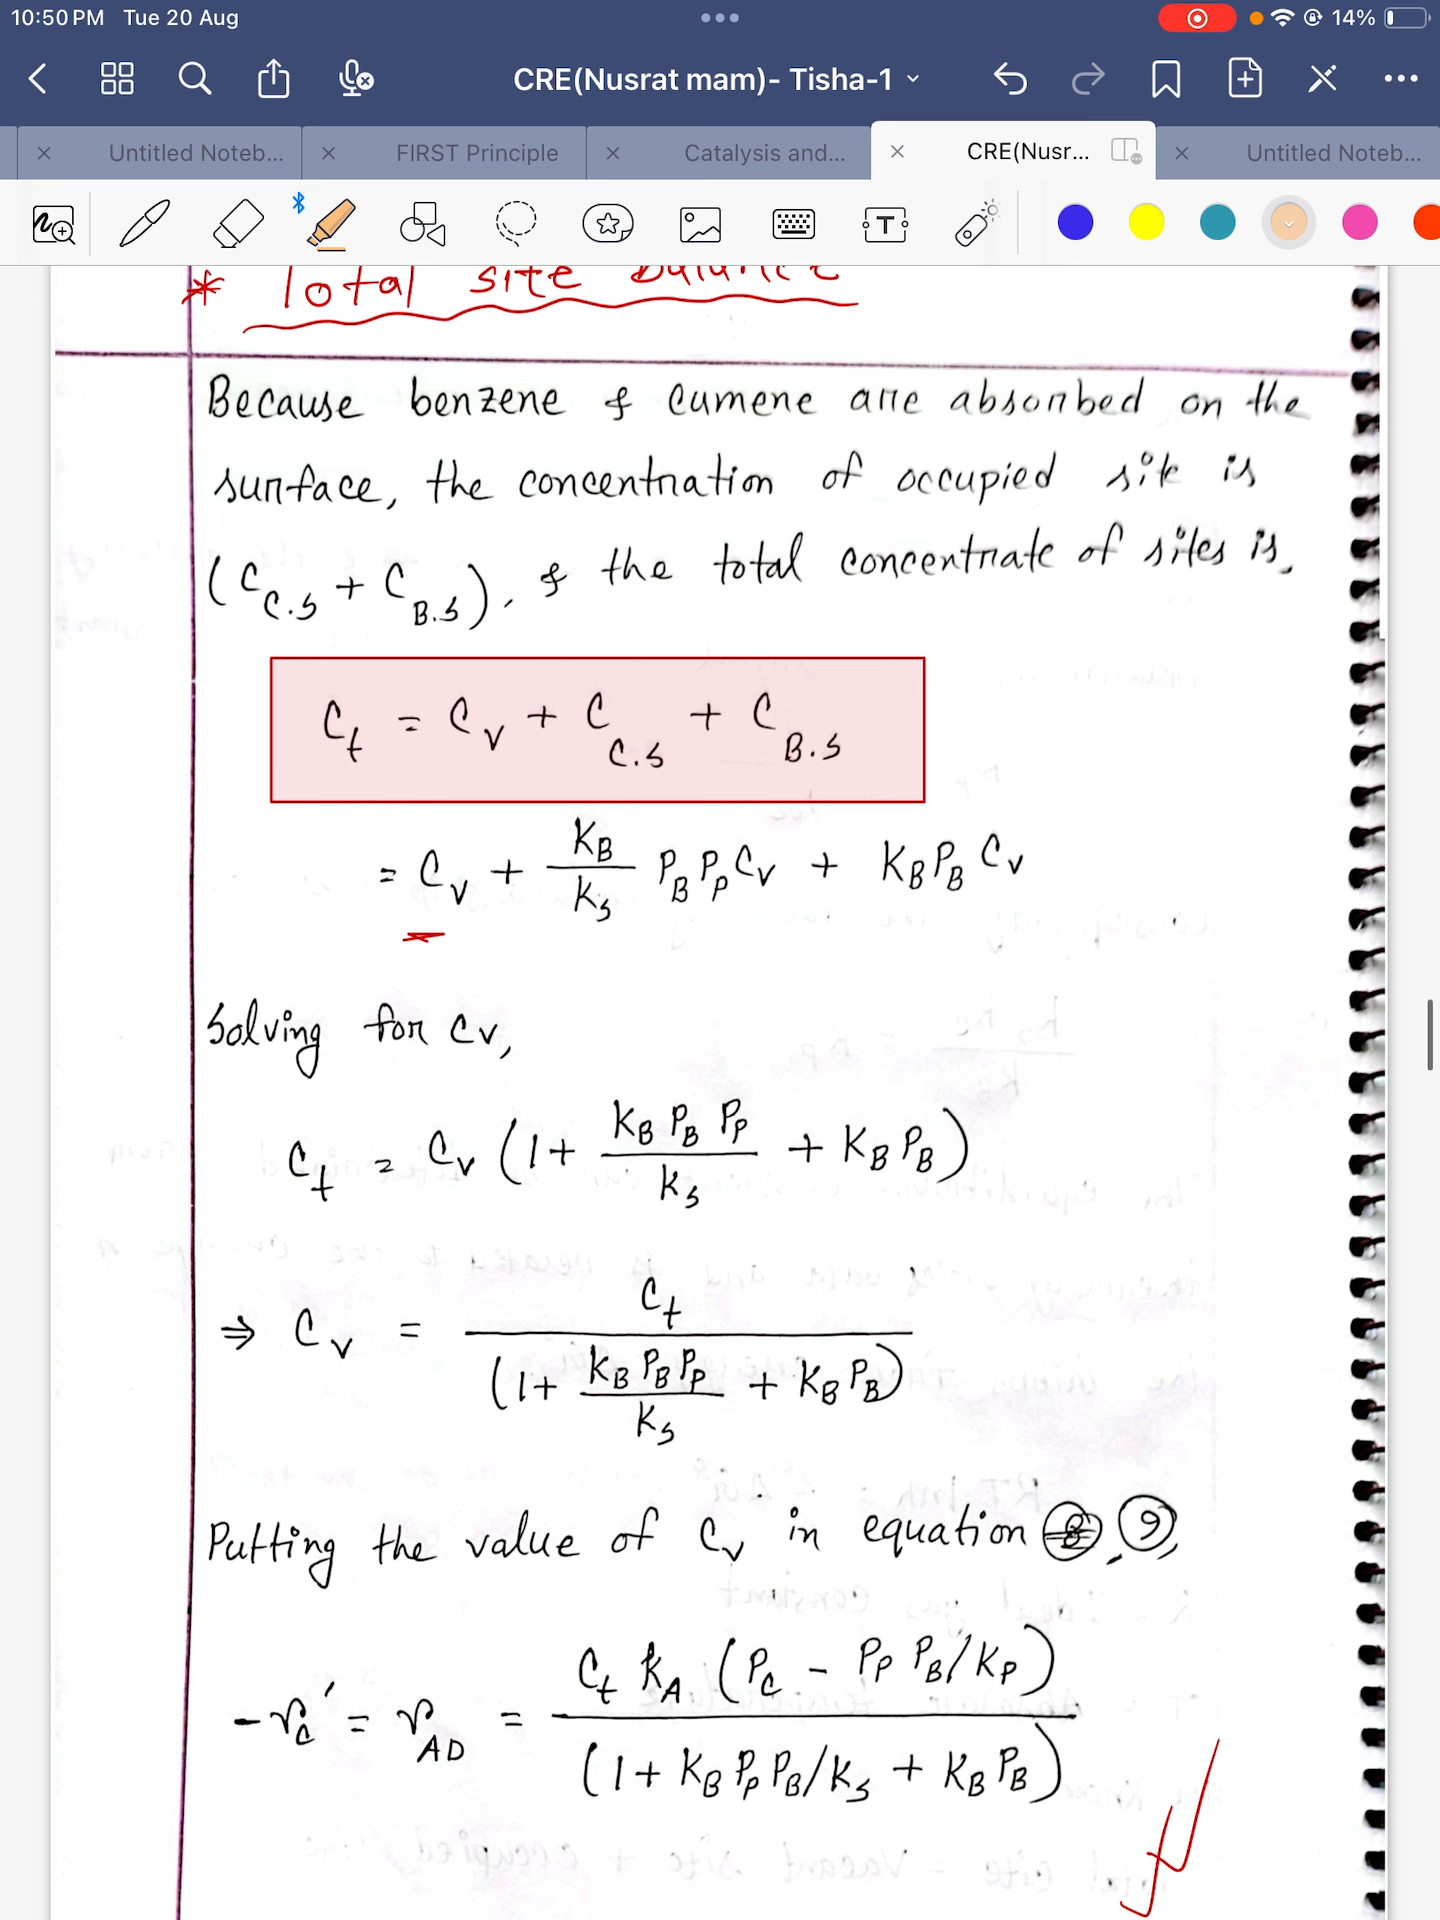 10:50 PM Tue 20 Aug
14%
CRE(Nusrat mam)- Tisha-1
Untitled Noteb...
FIRST Principle
Catalysis and...
CRE(Nusr...
Untitled Noteb...
* Total site balance
Because benzene & cumene are absorbed on the
surface, the concentration of occupied site is
(C_C.S + C_B.S), & the total concentrate of sites is,
C_t = C_v + C_C.S + C_B.S
= C_v + K_B/K_S P_B P_P C_v + K_B P_B C_v
Solving for Cv,
C_t = C_v (1 + K_B P_B P_P/K_S + K_B P_B)
⇒ C_v = C_t/(1 + K_B P_B P_P/K_S + K_B P_B)
Putting the value of C_v in equation 9,
-r_C' = r_AD = C_t k_A (P_C - P_P P_B/K_P)/(1 + K_B P_P P_B/K_S + K_B P_B)